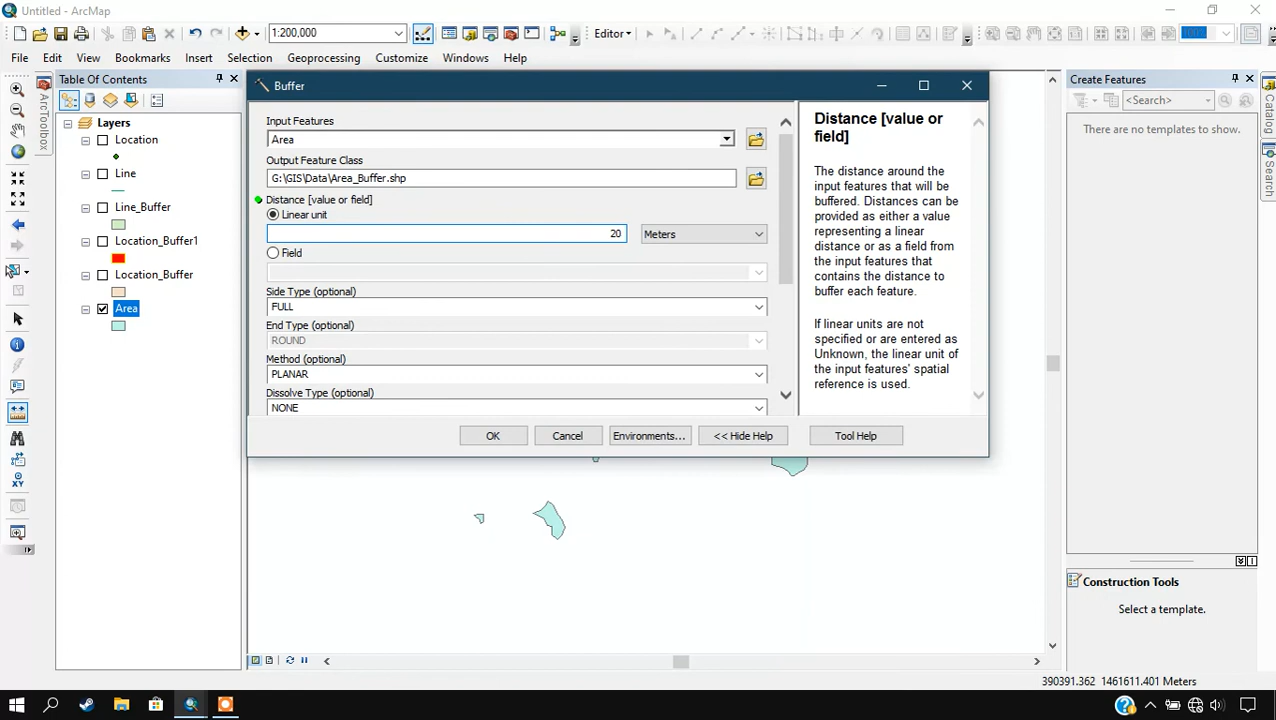 Untitled - ArcMap
1:200,000
Editor
File Edit View Bookmarks Insert Selection Geoprocessing Customize Windows Help
Table Of Contents
ArcToolbox
Layers
Location
Line
Line_Buffer
Location_Buffer1
Location_Buffer
Area
Buffer
Input Features
Area
Output Feature Class
G:\GIS\Data\Area_Buffer.shp
Distance [value or field]
Linear unit
20 Meters
Field
Side Type (optional)
FULL
End Type (optional)
ROUND
Method (optional)
PLANAR
Dissolve Type (optional)
NONE
OK Cancel Environments... << Hide Help Tool Help
Distance [value or
field]
The distance around the
input features that will be
buffered. Distances can be
provided as either a value
representing a linear
distance or as a field from
the input features that
contains the distance to
buffer each feature.
If linear units are not
specified or are entered as
Unknown, the linear unit of
the input features' spatial
reference is used.
Create Features
<Search>
There are no templates to show.
Construction Tools
Select a template.
Catalog
Search
390391.362 1461611.401 Meters